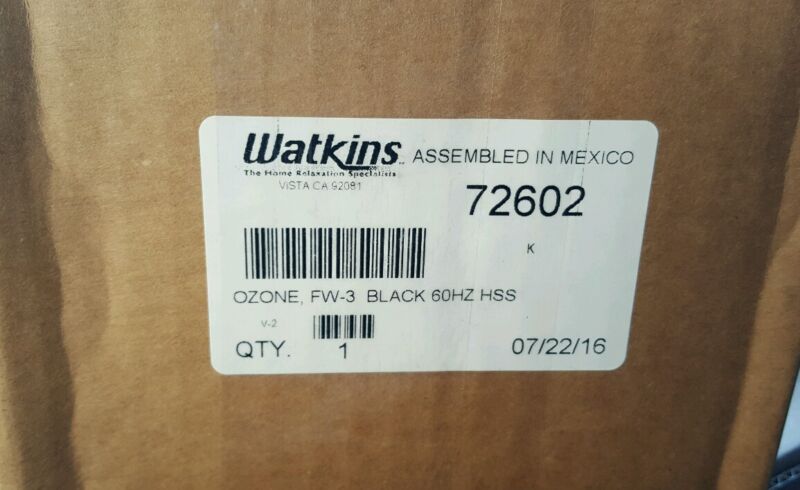 Watkins ASSEMBLED IN MEXICO
The Home Relaxation Specialists
VISTA CA 92081
72602
K
OZONE, FW-3 BLACK 60HZ HSS
V-2
QTY. 1 07/22/16